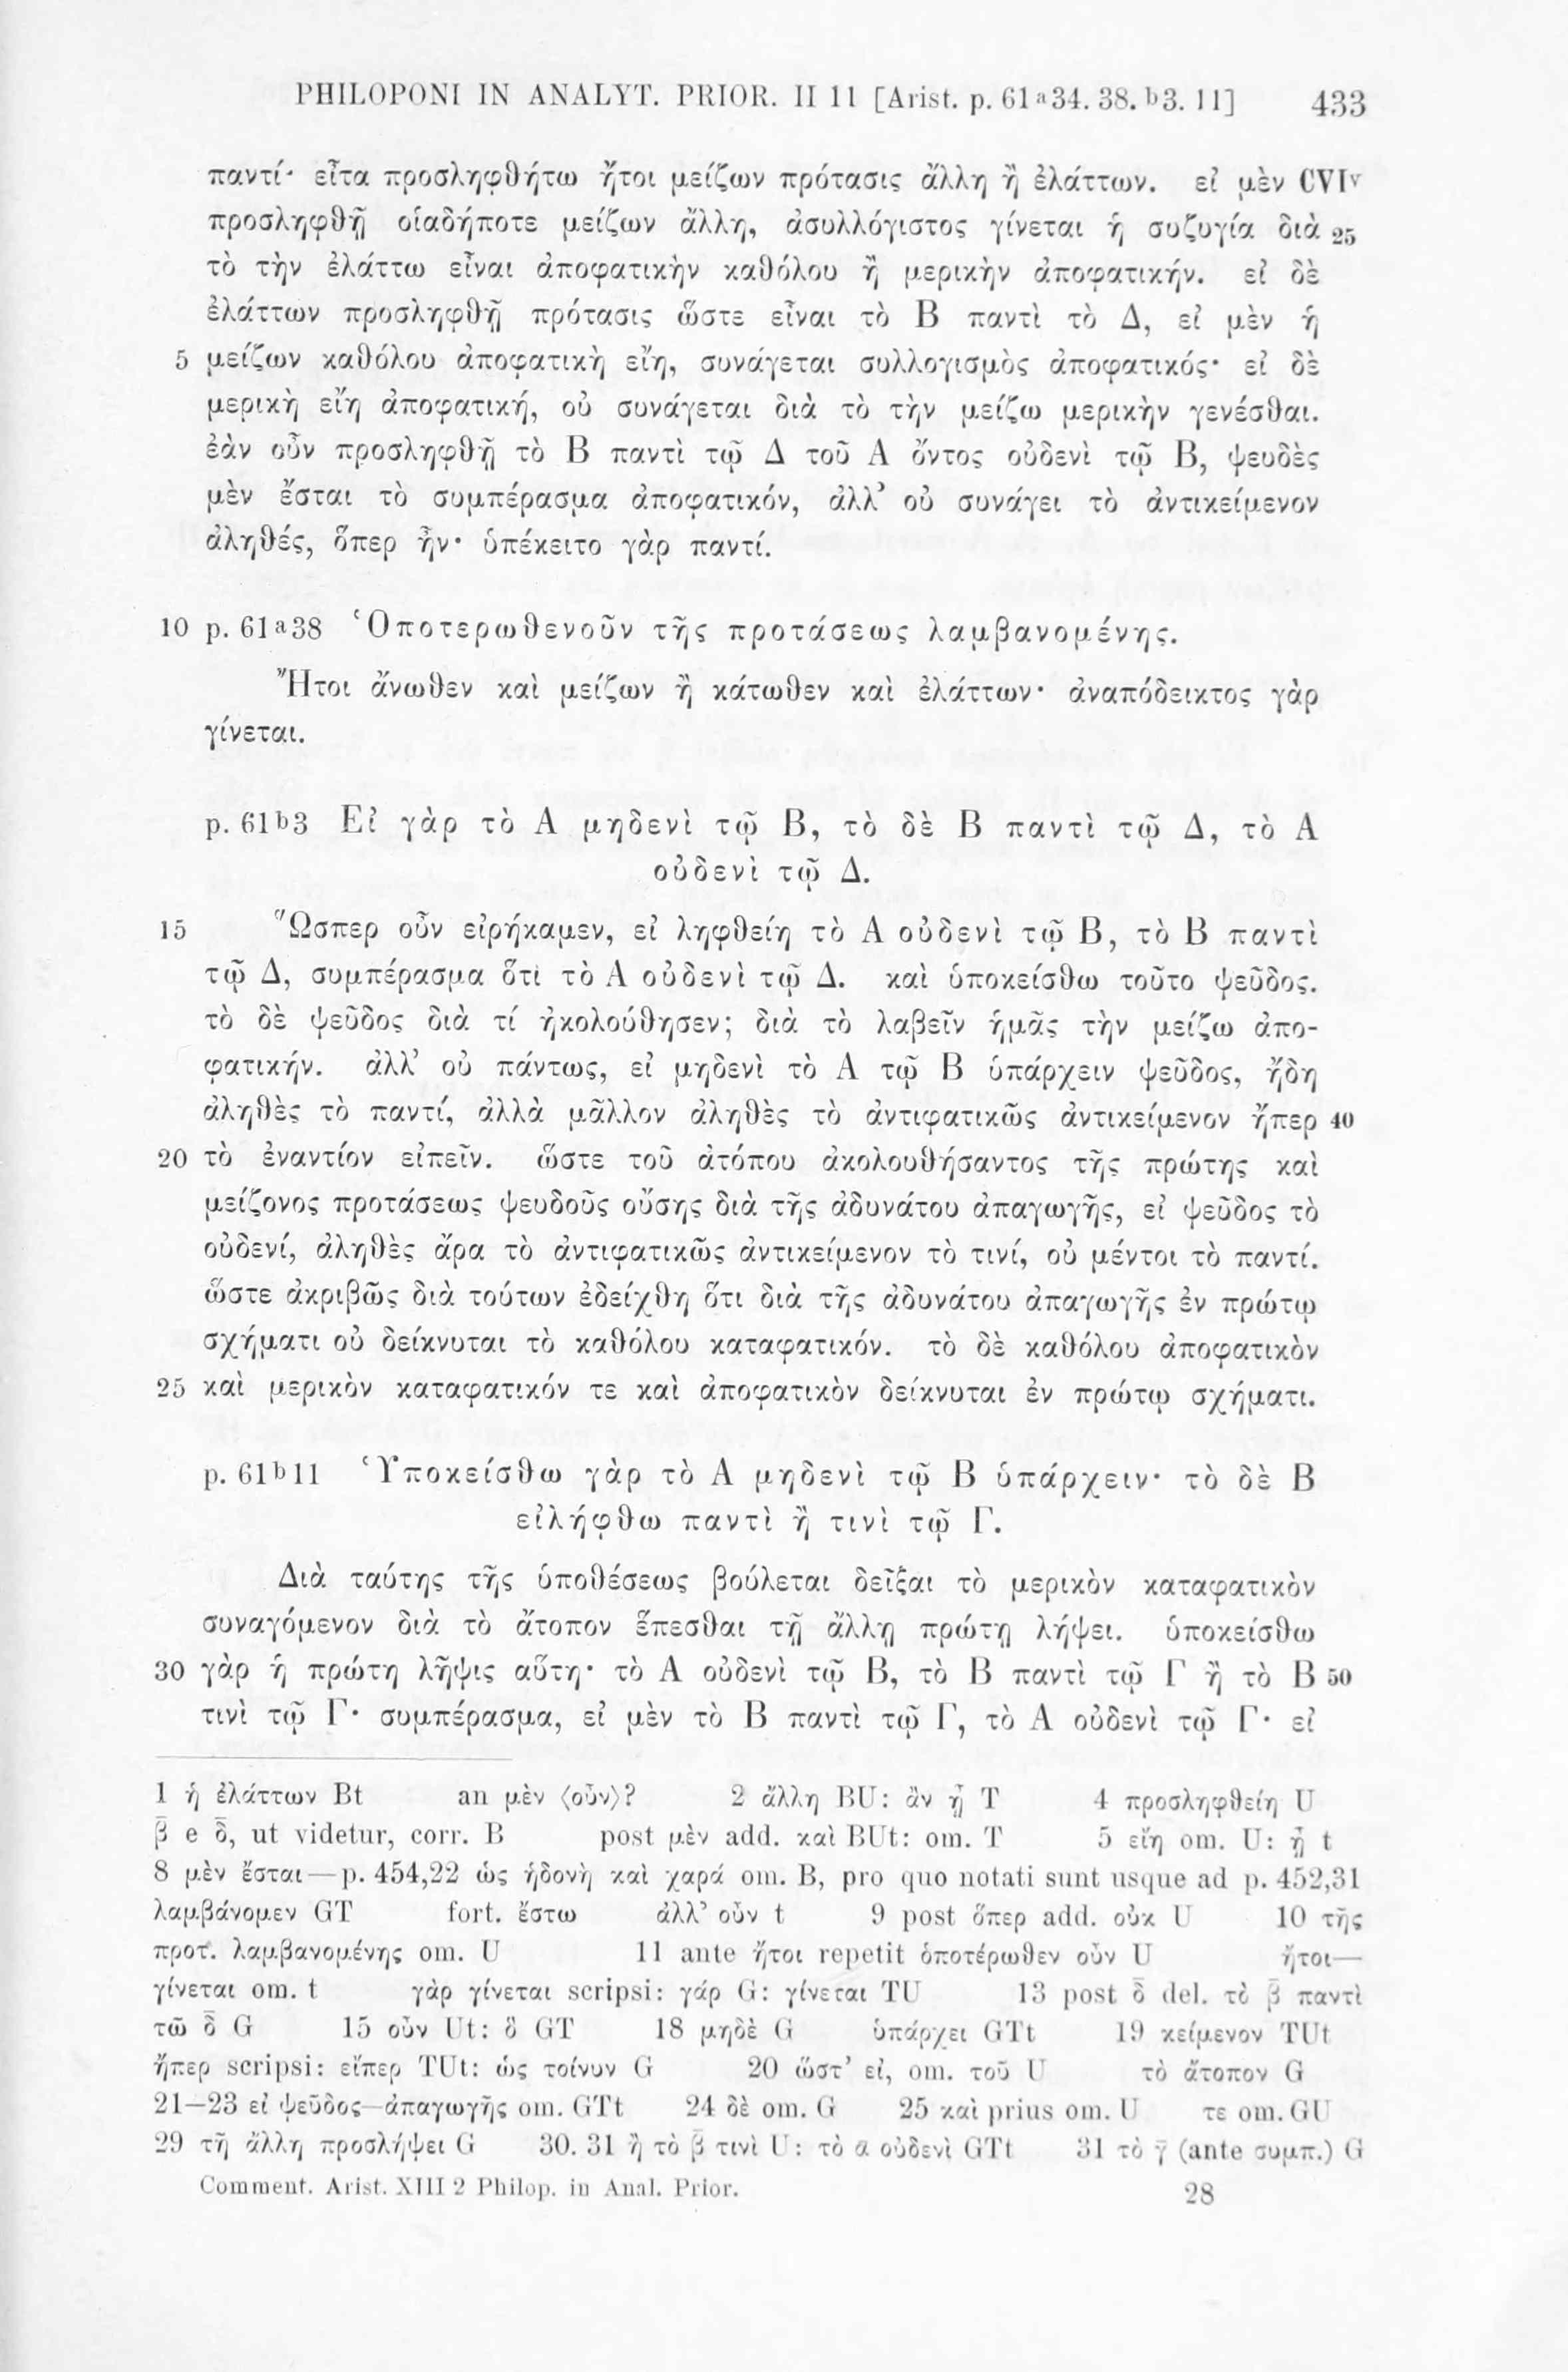 PHILOPONI IN ANALYT. PRIOR. II 11 [Arist. p. 61ᵃ34. 38. ᵇ3. 11] 433
παντί· εἶτα προσληφθήτω ἤτοι μείζων πρότασις ἄλλη ἢ ἐλάττων. εἰ μὲν CVIᵛ
προσληφθῇ οἱαδήποτε μείζων ἄλλη, ἀσυλλόγιστος γίνεται ἡ συζυγία διὰ 25
τὸ τὴν ἐλάττω εἶναι ἀποφατικὴν καθόλου ἢ μερικὴν ἀποφατικήν. εἰ δὲ
ἐλάττων προσληφθῇ πρότασις ὥστε εἶναι τὸ Β παντὶ τὸ Δ, εἰ μὲν ἡ
5 μείζων καθόλου ἀποφατικὴ εἴη, συνάγεται συλλογισμὸς ἀποφατικός· εἰ δὲ
μερικὴ εἴη ἀποφατική, οὐ συνάγεται διὰ τὸ τὴν μείζω μερικὴν γενέσθαι.
ἐὰν οὖν προσληφθῇ τὸ Β παντὶ τῷ Δ τοῦ Α ὄντος οὐδενὶ τῷ Β, ψευδὲς
μὲν ἔσται τὸ συμπέρασμα ἀποφατικόν, ἀλλ’ οὐ συνάγει τὸ ἀντικείμενον
ἀληθές, ὅπερ ἦν· ὑπέκειτο γὰρ παντί.
10 p. 61ᵃ38 Ὁποτερωθενοῦν τῆς προτάσεως λαμβανομένης.
Ἤτοι ἄνωθεν καὶ μείζων ἢ κάτωθεν καὶ ἐλάττων· ἀναπόδεικτος γὰρ
γίνεται.
p. 61ᵇ3 Εἰ γὰρ τὸ Α μηδενὶ τῷ Β, τὸ δὲ Β παντὶ τῷ Δ, τὸ Α
οὐδενὶ τῷ Δ.
15 Ὥσπερ οὖν εἰρήκαμεν, εἰ ληφθείη τὸ Α οὐδενὶ τῷ Β, τὸ Β παντὶ
τῷ Δ, συμπέρασμα ὅτι τὸ Α οὐδενὶ τῷ Δ. καὶ ὑποκείσθω τοῦτο ψεῦδος.
τὸ δὲ ψεῦδος διὰ τί ἠκολούθησεν; διὰ τὸ λαβεῖν ἡμᾶς τὴν μείζω ἀπο-
φατικήν. ἀλλ’ οὐ πάντως, εἰ μηδενὶ τὸ Α τῷ Β ὑπάρχειν ψεῦδος, ἤδη
ἀληθὲς τὸ παντί, ἀλλὰ μᾶλλον ἀληθὲς τὸ ἀντιφατικῶς ἀντικείμενον ἤπερ 40
20 τὸ ἐναντίον εἰπεῖν. ὥστε τοῦ ἀτόπου ἀκολουθήσαντος τῆς πρώτης καὶ
μείζονος προτάσεως ψευδοῦς οὔσης διὰ τῆς ἀδυνάτου ἀπαγωγῆς, εἰ ψεῦδος τὸ
οὐδενί, ἀληθὲς ἄρα τὸ ἀντιφατικῶς ἀντικείμενον τὸ τινί, οὐ μέντοι τὸ παντί.
ὥστε ἀκριβῶς διὰ τούτων ἐδείχθη ὅτι διὰ τῆς ἀδυνάτου ἀπαγωγῆς ἐν πρώτῳ
σχήματι οὐ δείκνυται τὸ καθόλου καταφατικόν. τὸ δὲ καθόλου ἀποφατικὸν
25 καὶ μερικὸν καταφατικόν τε καὶ ἀποφατικὸν δείκνυται ἐν πρώτῳ σχήματι.
p. 61ᵇ11 Ὑποκείσθω γὰρ τὸ Α μηδενὶ τῷ Β ὑπάρχειν· τὸ δὲ Β
εἰλήφθω παντὶ ἢ τινὶ τῷ Γ.
Διὰ ταύτης τῆς ὑποθέσεως βούλεται δεῖξαι τὸ μερικὸν καταφατικὸν
συναγόμενον διὰ τὸ ἄτοπον ἕπεσθαι τῇ ἄλλῃ πρώτῃ λήψει. ὑποκείσθω
30 γὰρ ἡ πρώτη λῆψις αὕτη· τὸ Α οὐδενὶ τῷ Β, τὸ Β παντὶ τῷ Γ ἢ τὸ Β 50
τινὶ τῷ Γ· συμπέρασμα, εἰ μὲν τὸ Β παντὶ τῷ Γ, τὸ Α οὐδενὶ τῷ Γ· εἰ
1 ἡ ἐλάττων Bt an μὲν ⟨οὖν⟩? 2 ἄλλη BU: ἂν ᾖ T 4 προσληφθείη U
β̄ e δ̄, ut videtur, corr. B post μὲν add. καὶ BUt: om. T 5 εἴη om. U: ᾖ t
8 μὲν ἔσται — p. 454,22 ὡς ἡδονὴ καὶ χαρά om. B, pro quo notati sunt usque ad p. 452,31
λαμβάνομεν GT fort. ἔστω ἀλλ’ οὖν t 9 post ὅπερ add. οὐκ U 10 τῆς
προτ. λαμβανομένης om. U 11 ante ἤτοι repetit ὁποτέρωθεν οὖν U ἤτοι—
γίνεται om. t γὰρ γίνεται scripsi: γάρ G: γίνεται TU 13 post δ̄ del. τὸ β̄ παντὶ
τῶ δ̄ G 15 οὖν Ut: ὃ GT 18 μηδὲ G ὑπάρχει GTt 19 κείμενον TUt
ἤπερ scripsi: εἴπερ TUt: ὡς τοίνυν G 20 ὥστ’ εἰ, om. τοῦ U τὸ ἄτοπον G
21—23 εἰ ψεῦδος—ἀπαγωγῆς om. GTt 24 δὲ om. G 25 καὶ prius om. U τε om. GU
29 τῆ ἄλλη προσλήψει G 30. 31 ἢ τὸ β̄ τινὶ U: τὸ α οὐδενὶ GTt 31 τὸ γ̄ (ante συμπ.) G
Comment. Arist. XIII 2 Philop. in Anal. Prior. 28